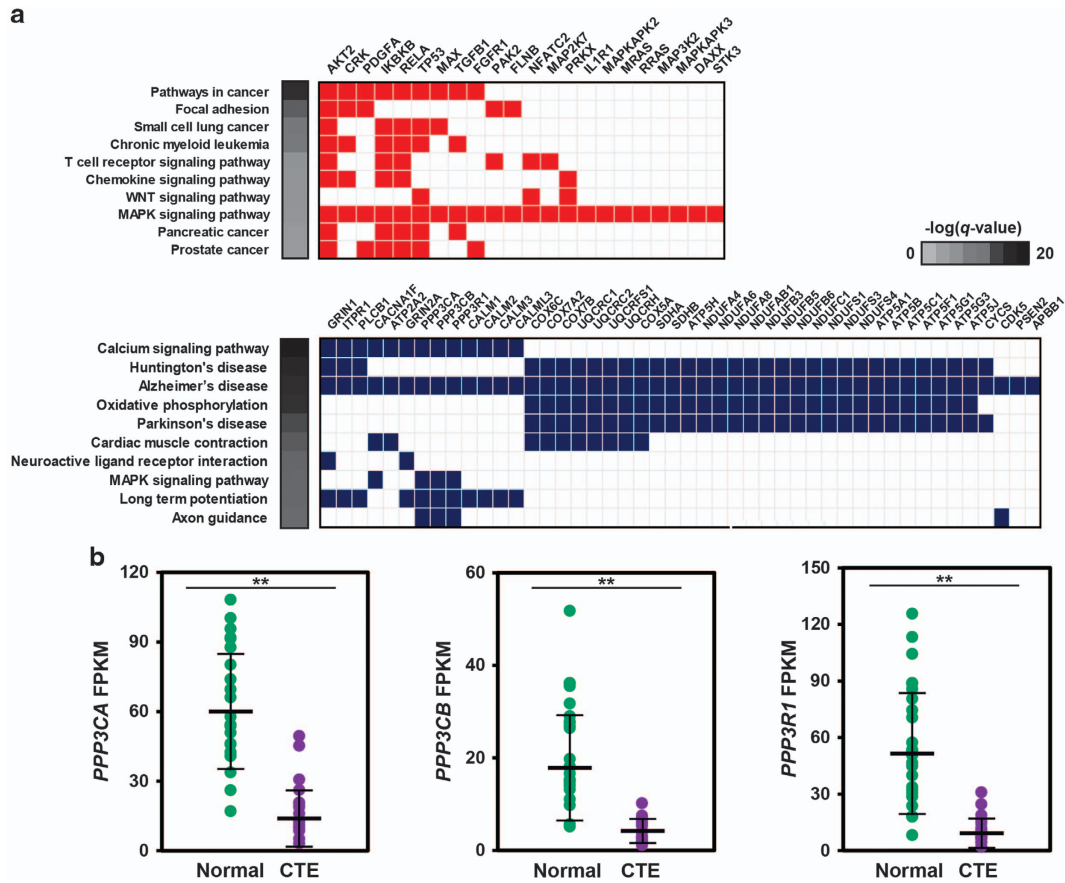 a
AKT2 CRK PDGFA IKBKB RELA TP53 MAX TGFB1 FGFR1 PAK2 FLNB NFATC2 MAP2K7 PRKX IL1R1 MAPKAPK2 MRAS RRAS MAP3K2 MAPKAPK3 DAXX STK3
Pathways in cancer
Focal adhesion
Small cell lung cancer
Chronic myeloid leukemia
T cell receptor signaling pathway
Chemokine signaling pathway
WNT signaling pathway
MAPK signaling pathway
Pancreatic cancer
Prostate cancer
-log(q-value)
0 20
GRIN1 ITPR1 PLCB1 CACNA1F ATP2A2 GRIN2A PPP3CA PPP3CB PPP3R1 CALM1 CALM2 CALM3 CALML3 COX6C COX7A2 COX7B UQCRC1 UQCRC2 UQCRFS1 UQCRH COX5A SDHA SDHB ATP5H NDUFA4 NDUFA6 NDUFA8 NDUFAB1 NDUFB3 NDUFB5 NDUFB6 NDUFC1 NDUFS1 NDUFS3 NDUFS4 ATP5A1 ATP5B ATP5C1 ATP5F1 ATP5G1 ATP5G3 ATP5J CYCS CDK5 PSEN2 APBB1
Calcium signaling pathway
Huntington's disease
Alzheimer's disease
Oxidative phosphorylation
Parkinson's disease
Cardiac muscle contraction
Neuroactive ligand receptor interaction
MAPK signaling pathway
Long term potentiation
Axon guidance
b
PPP3CA FPKM
120
90
60
30
0
**
Normal CTE
PPP3CB FPKM
60
40
20
0
**
Normal CTE
PPP3R1 FPKM
150
120
90
60
30
0
**
Normal CTE